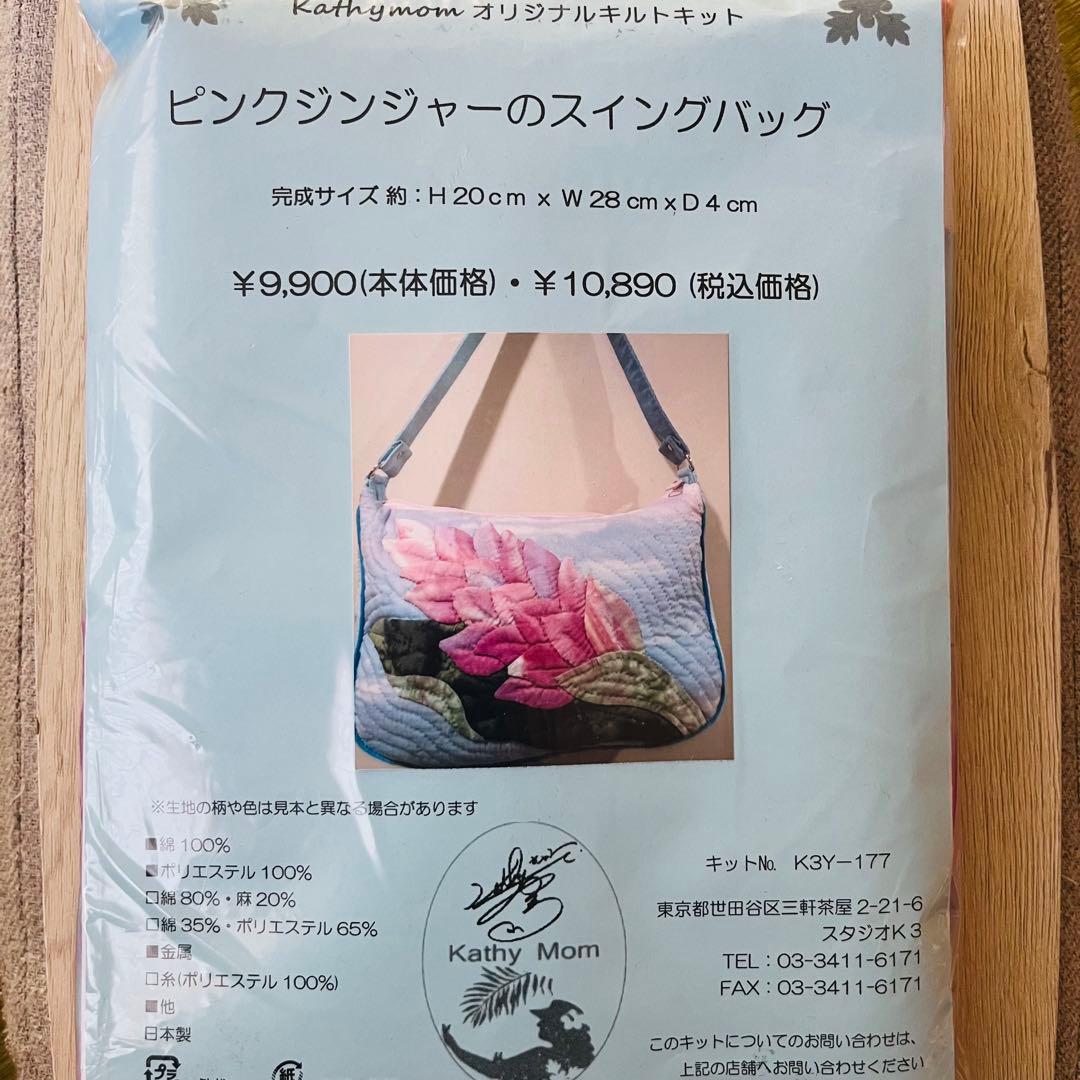 Kathymom オリジナルキルトキット
ピンクジンジャーのスイングバッグ
完成サイズ 約：H 20cm x W 28 cm x D 4 cm
￥9,900(本体価格)・￥10,890 (税込価格)
※生地の柄や色は見本と異なる場合があります
■綿 100%
■ポリエステル 100%
□綿 80%・麻 20%
□綿 35%・ポリエステル 65%
■金属
□糸(ポリエステル 100%)
■他
日本製
プラ
紙
Kathy Mom
キット№ K3Y－177
東京都世田谷区三軒茶屋 2-21-6
スタジオK3
TEL：03-3411-6171
FAX：03-3411-6171
このキットについてのお問い合わせは、
上記の店舗へお問い合わせください